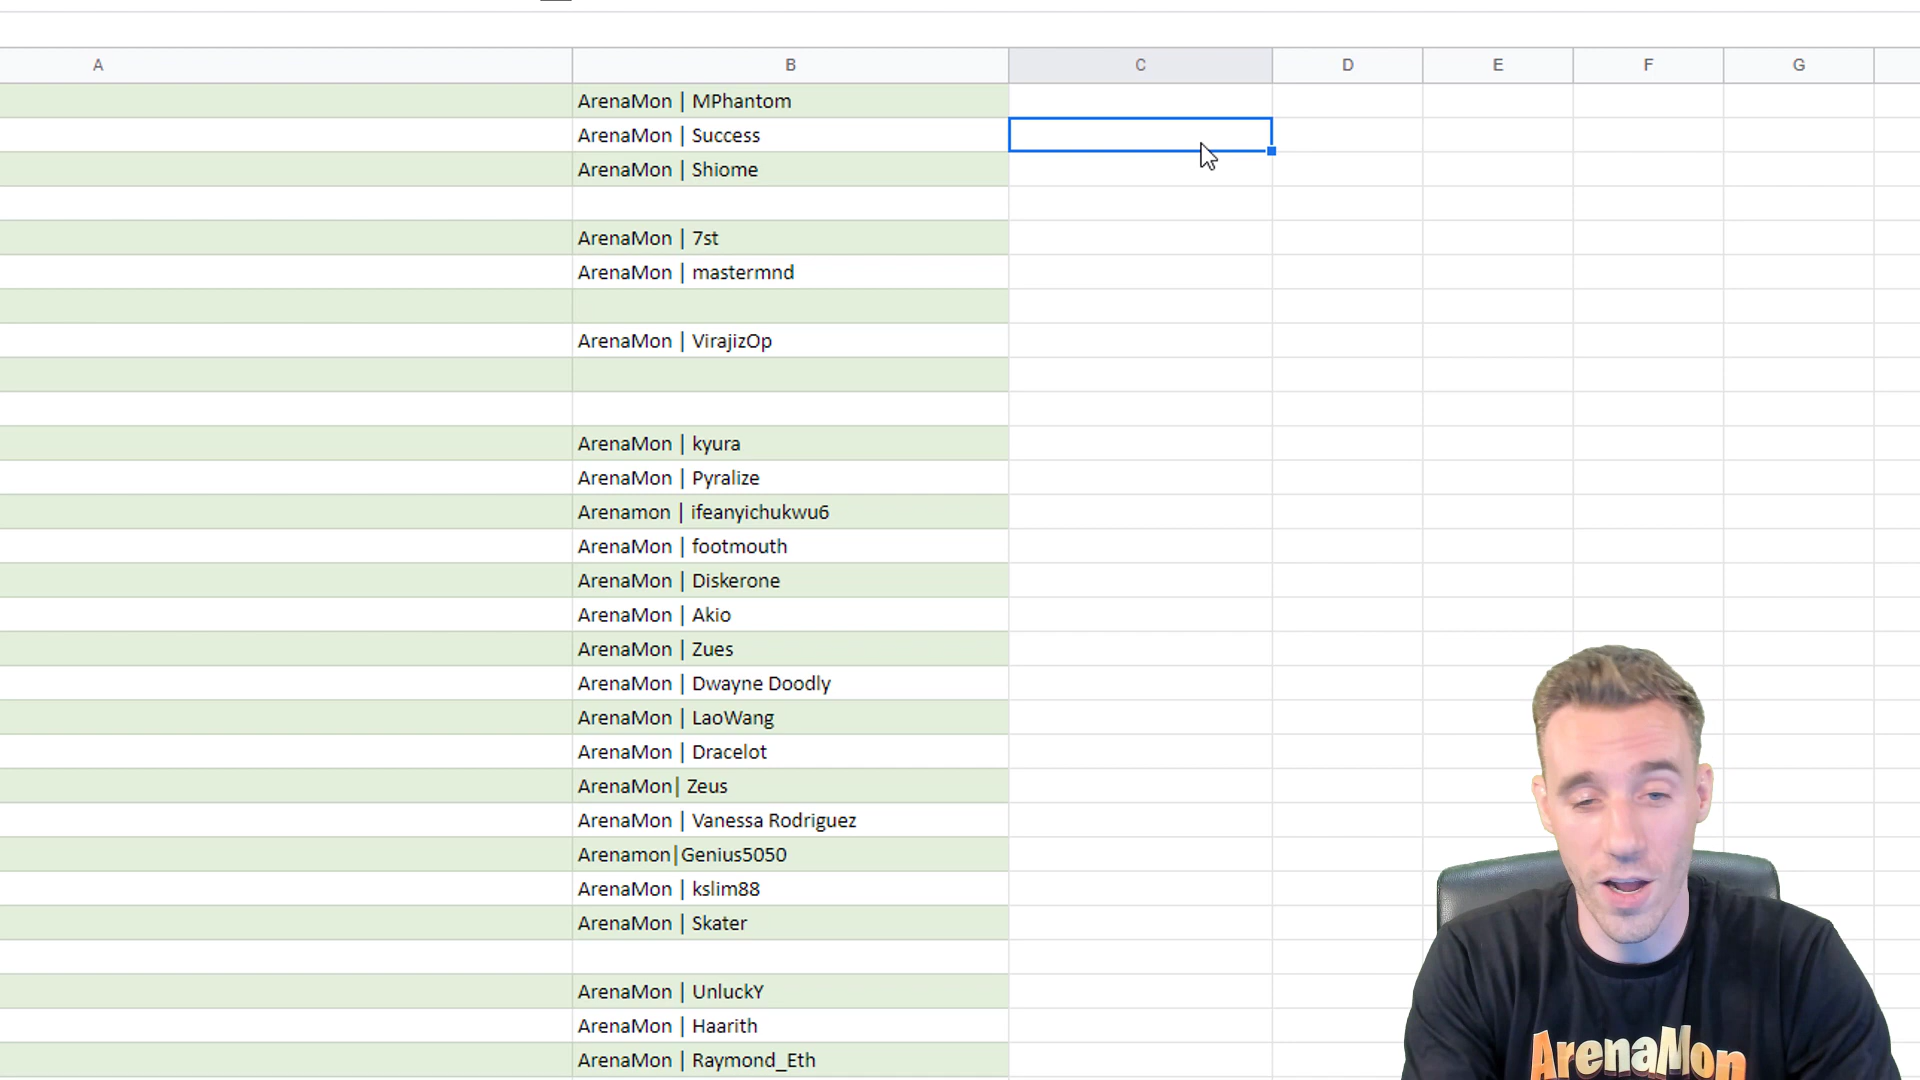 A B C D E F G
ArenaMon | MPhantom
ArenaMon | Success
ArenaMon | Shiome
ArenaMon | 7st
ArenaMon | mastermnd
ArenaMon | VirajizOp
ArenaMon | kyura
ArenaMon | Pyralize
Arenamon | ifeanyichukwu6
ArenaMon | footmouth
ArenaMon | Diskerone
ArenaMon | Akio
ArenaMon | Zues
ArenaMon | Dwayne Doodly
ArenaMon | LaoWang
ArenaMon | Dracelot
ArenaMon| Zeus
ArenaMon | Vanessa Rodriguez
Arenamon|Genius5050
ArenaMon | kslim88
ArenaMon | Skater
ArenaMon | UnluckY
ArenaMon | Haarith
ArenaMon | Raymond_Eth
ArenaMon